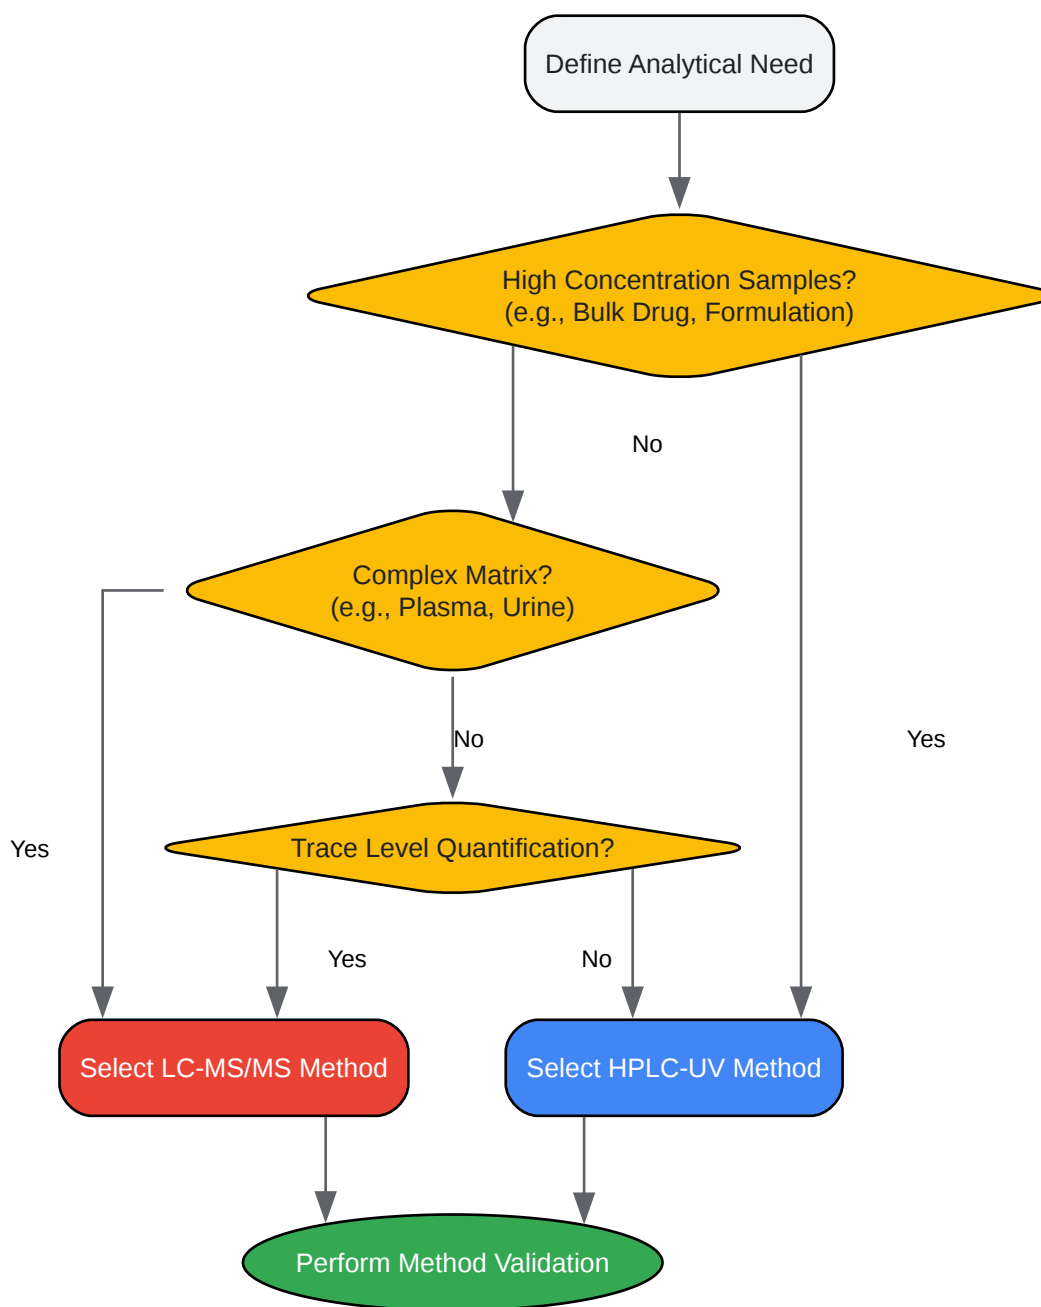 Define Analytical Need
High Concentration Samples?
(e.g., Bulk Drug, Formulation)
No
Complex Matrix?
(e.g., Plasma, Urine)
No
Yes
Trace Level Quantification?
Yes
Yes
No
Select LC-MS/MS Method
Select HPLC-UV Method
Perform Method Validation